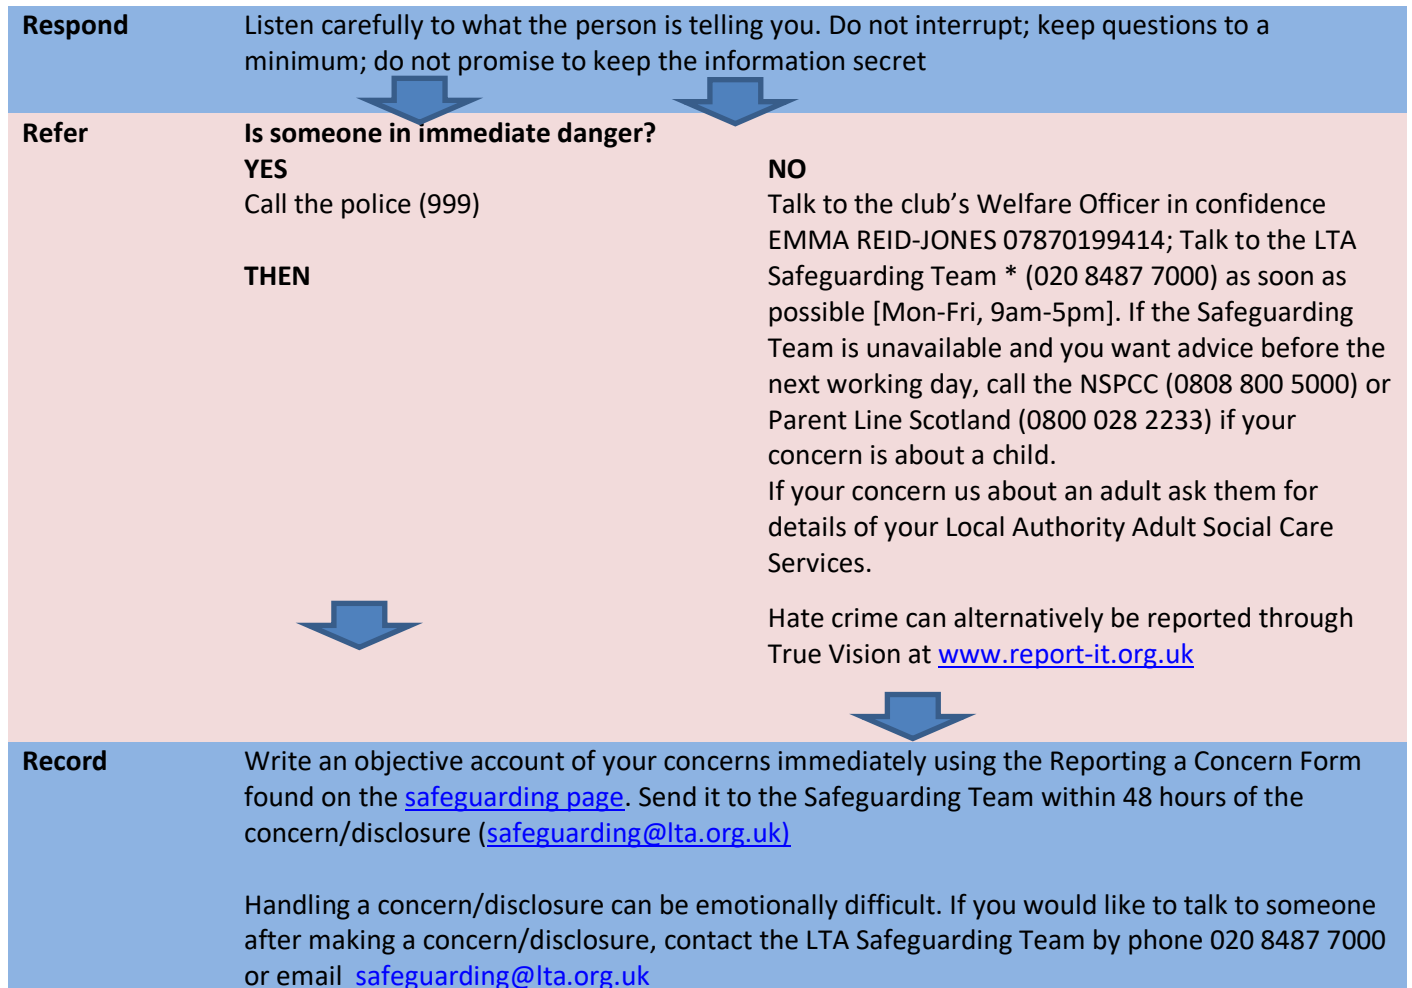 Respond
Listen carefully to what the person is telling you. Do not interrupt; keep questions to a
minimum; do not promise to keep the information secret
Refer
Is someone in immediate danger?
YES
Call the police (999)
THEN
NO
Talk to the club’s Welfare Officer in confidence
EMMA REID-JONES 07870199414; Talk to the LTA
Safeguarding Team * (020 8487 7000) as soon as
possible [Mon-Fri, 9am-5pm]. If the Safeguarding
Team is unavailable and you want advice before the
next working day, call the NSPCC (0808 800 5000) or
Parent Line Scotland (0800 028 2233) if your
concern is about a child.
If your concern us about an adult ask them for
details of your Local Authority Adult Social Care
Services.
Hate crime can alternatively be reported through
True Vision at www.report-it.org.uk
Record
Write an objective account of your concerns immediately using the Reporting a Concern Form
found on the safeguarding page. Send it to the Safeguarding Team within 48 hours of the
concern/disclosure (safeguarding@lta.org.uk)
Handling a concern/disclosure can be emotionally difficult. If you would like to talk to someone
after making a concern/disclosure, contact the LTA Safeguarding Team by phone 020 8487 7000
or email safeguarding@lta.org.uk